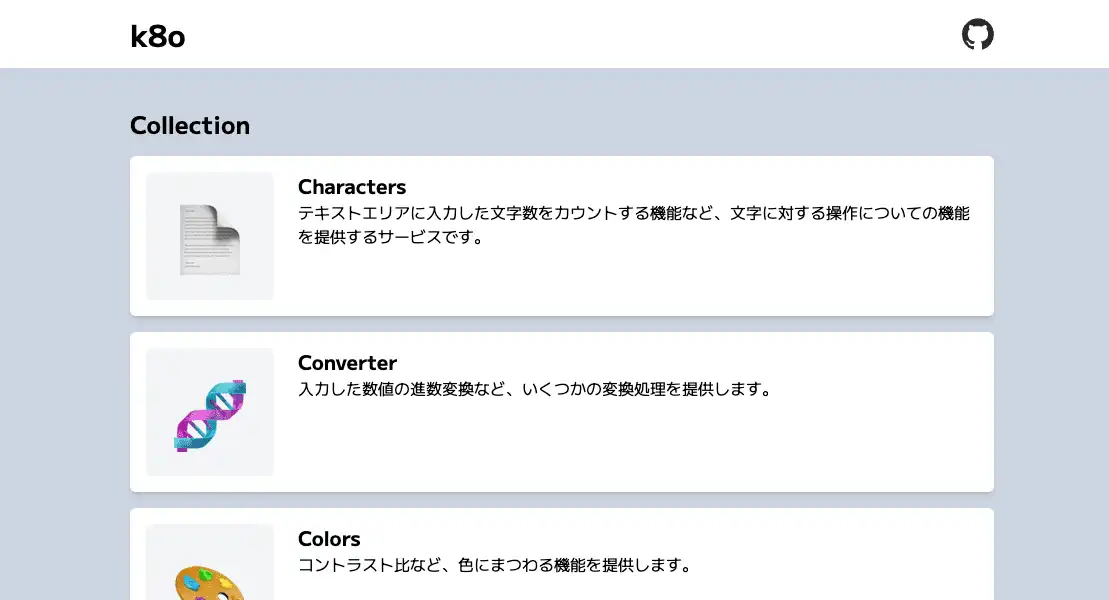 k8o
Collection
Characters
テキストエリアに入力した文字数をカウントする機能など、文字に対する操作についての機能
を提供するサービスです。
Converter
入力した数値の進数変換など、いくつかの変換処理を提供します。
Colors
コントラスト比など、色にまつわる機能を提供します。